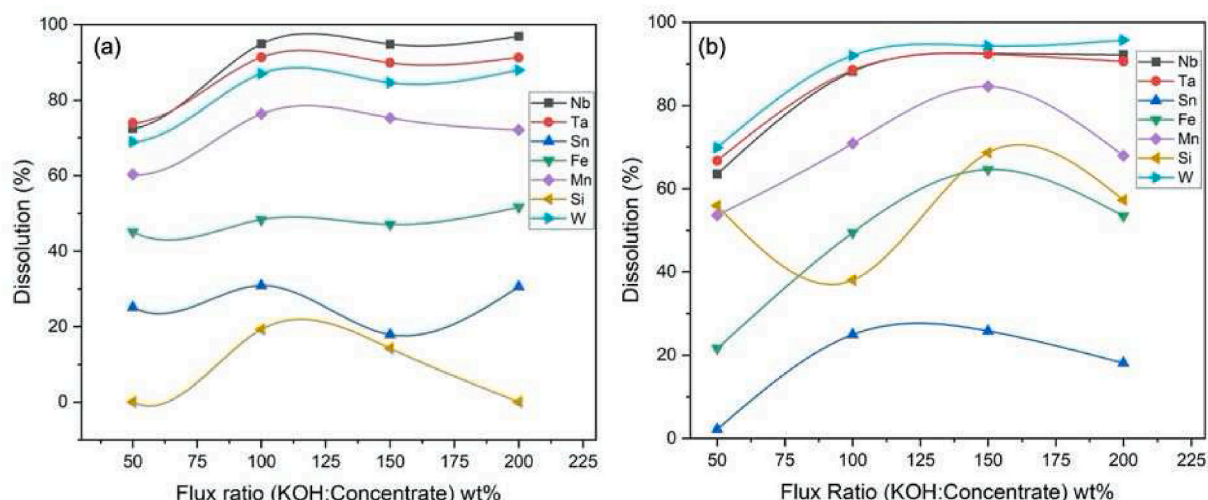 (a)
100
80
60
40
20
0
Dissolution (%)
50 75 100 125 150 175 200 225
Flux ratio (KOH:Concentrate) wt%
Nb
Ta
Sn
Fe
Mn
Si
W
(b)
100
80
60
40
20
0
Dissolution (%)
50 75 100 125 150 175 200 225
Flux Ratio (KOH:Concentrate) wt%
Nb
Ta
Sn
Fe
Mn
Si
W